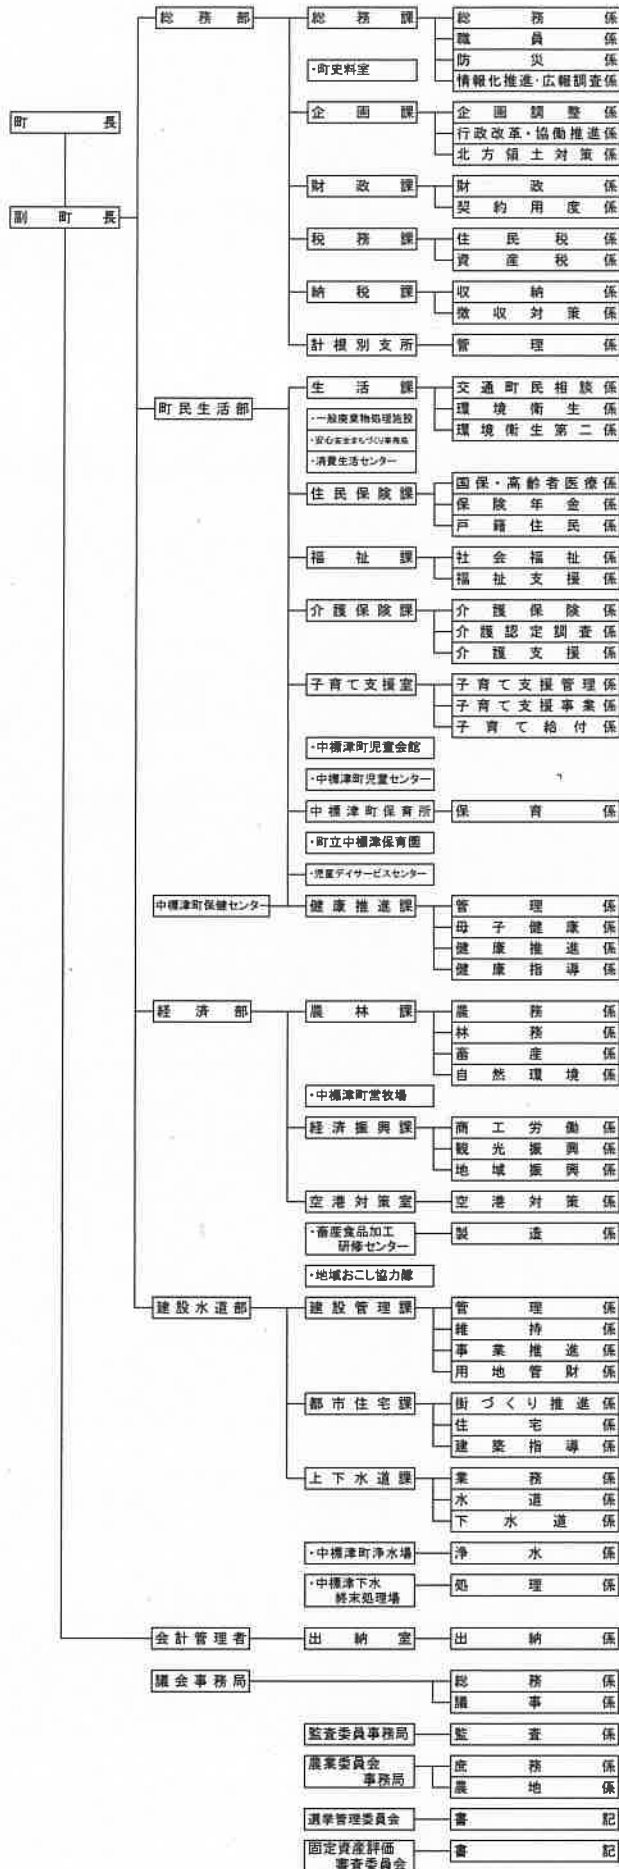 町長
副町長
総務部
総務課
総務係
職員係
防災係
情報化推進・広報調査係
・町史料室
企画課
企画調整係
行政改革・協働推進係
北方領土対策係
財政課
財政係
契約用度係
税務課
住民税係
資産税係
納税課
収納係
徴収対策係
計根別支所
管理係
町民生活部
生活課
交通町民相談係
環境衛生係
環境衛生第二係
・一般廃棄物処理施設
・安心安全まちづくり事務局
・消費生活センター
住民保険課
国保・高齢者医療係
保険年金係
戸籍住民係
福祉課
社会福祉係
福祉支援係
介護保険課
介護保険係
介護認定調査係
介護支援係
子育て支援室
子育て支援管理係
子育て支援事業係
子育て給付係
・中標津町児童会館
・中標津町児童センター
中標津町保育所
保育係
・町立中標津保育園
・児童デイサービスセンター
中標津町保健センター
健康推進課
管理係
母子健康係
健康推進係
健康指導係
経済部
農林課
農務係
林務係
畜産係
自然環境係
・中標津町営牧場
経済振興課
商工労働係
観光振興係
地域振興係
空港対策室
空港対策係
・畜産食品加工
研修センター
製造係
・地域おこし協力隊
建設水道部
建設管理課
管理係
維持係
事業推進係
用地管財係
都市住宅課
街づくり推進係
住宅係
建築指導係
上下水道課
業務係
水道係
下水道係
・中標津町浄水場
浄水係
・中標津下水
終末処理場
処理係
会計管理者
出納室
出納係
議会事務局
総務係
議事係
監査委員事務局
監査係
農業委員会
事務局
庶務係
農地係
選挙管理委員会
書記
固定資産評価
審査委員会
書記